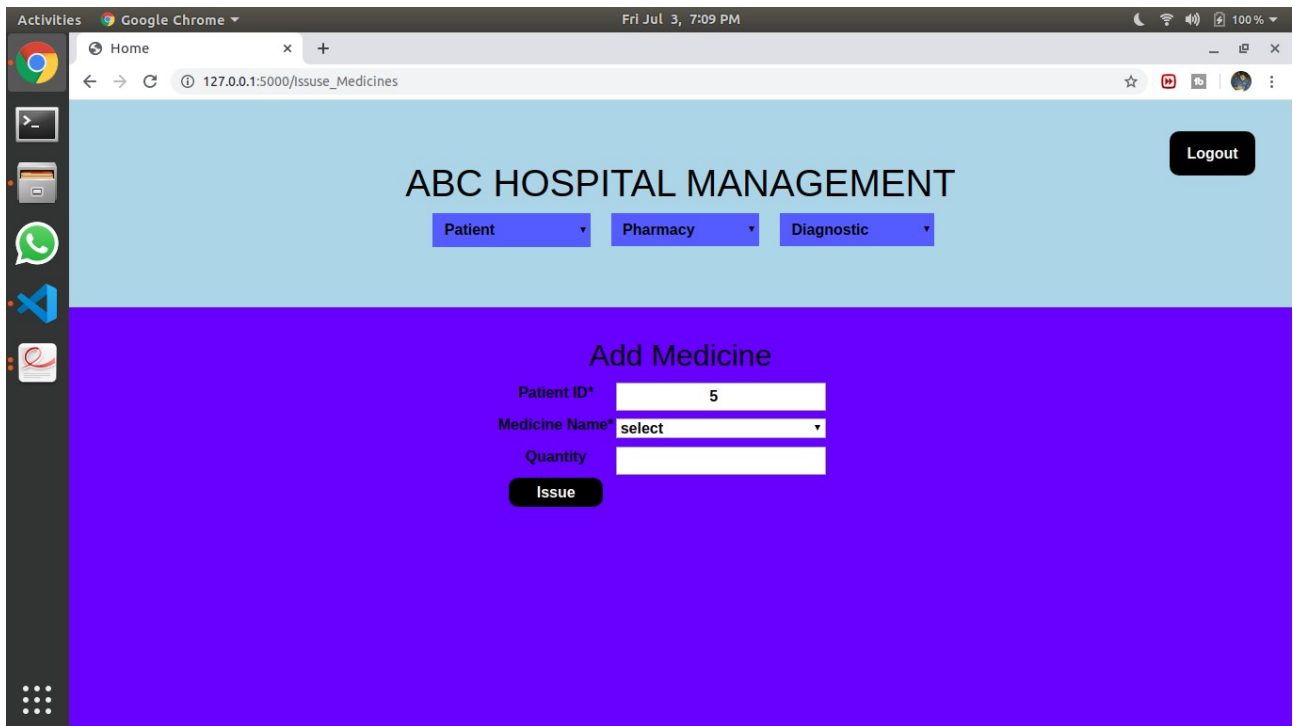 Activities Google Chrome Fri Jul 3, 7:09 PM 100 %
Home
127.0.0.1:5000/Issuse_Medicines
Logout
ABC HOSPITAL MANAGEMENT
Patient Pharmacy Diagnostic
Add Medicine
Patient ID* 5
Medicine Name* select
Quantity
Issue